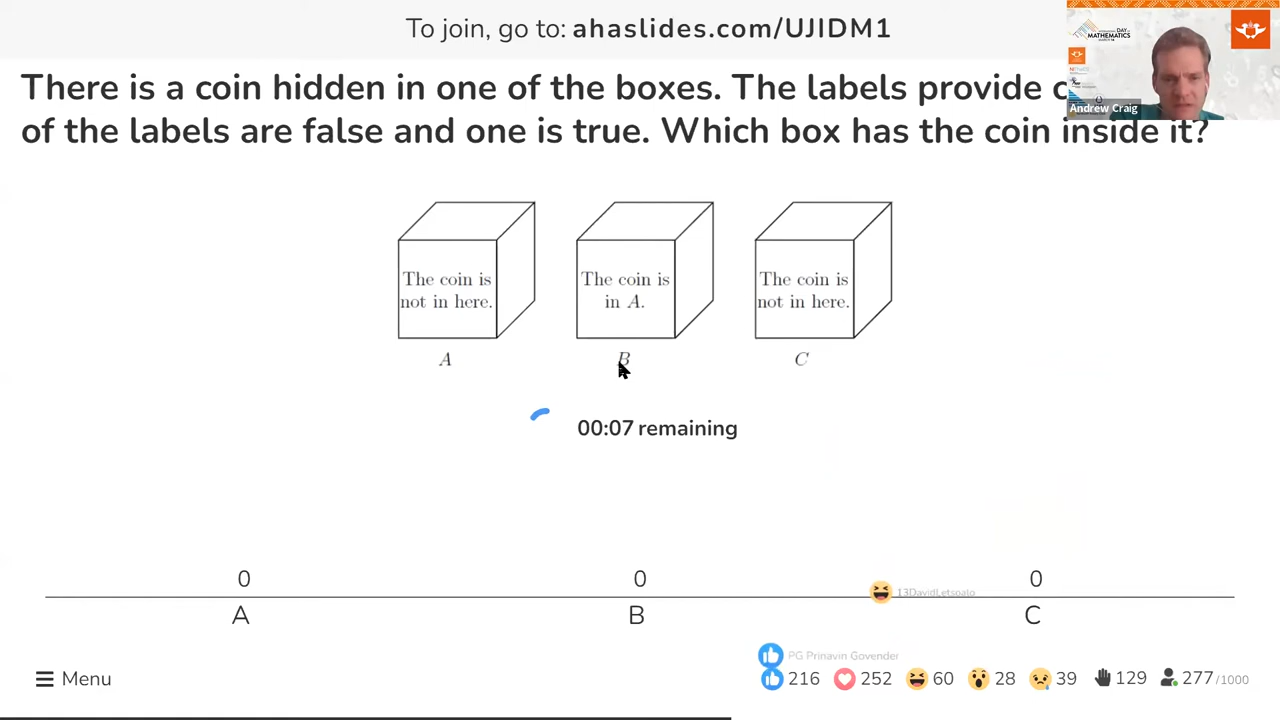 To join, go to: ahaslides.com/UJIDM1
DAY
MATHEMATICS
Andrew Craig
There is a coin hidden in one of the boxes. The labels provide
of the labels are false and one is true. Which box has the coin inside it?
The coin is
not in here.
The coin is
in A.
The coin is
not in here.
A
B
C
00:07 remaining
0
0
0
13DavidLetsoalo
A
B
C
PG Prinavin Govender
Menu
216
252
60
28
39
129
277/1000